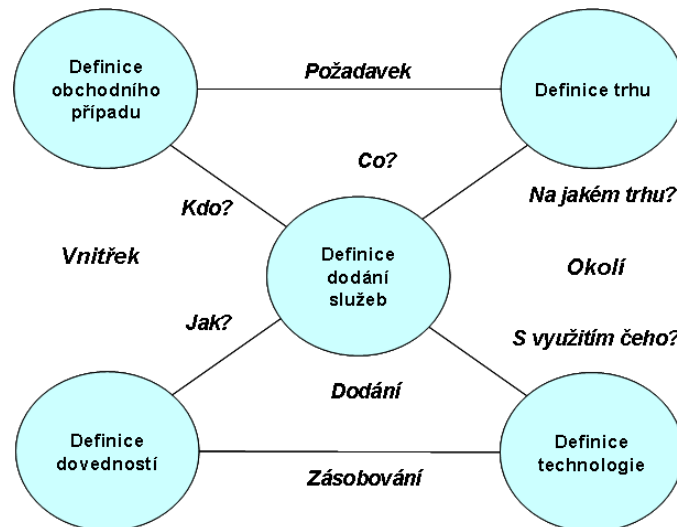 Definice
obchodního
případu
Požadavek
Definice trhu
Co?
Kdo?
Na jakém trhu?
Vnitřek
Definice
dodání
služeb
Okolí
Jak?
S využitím čeho?
Dodání
Definice
dovedností
Definice
technologie
Zásobování